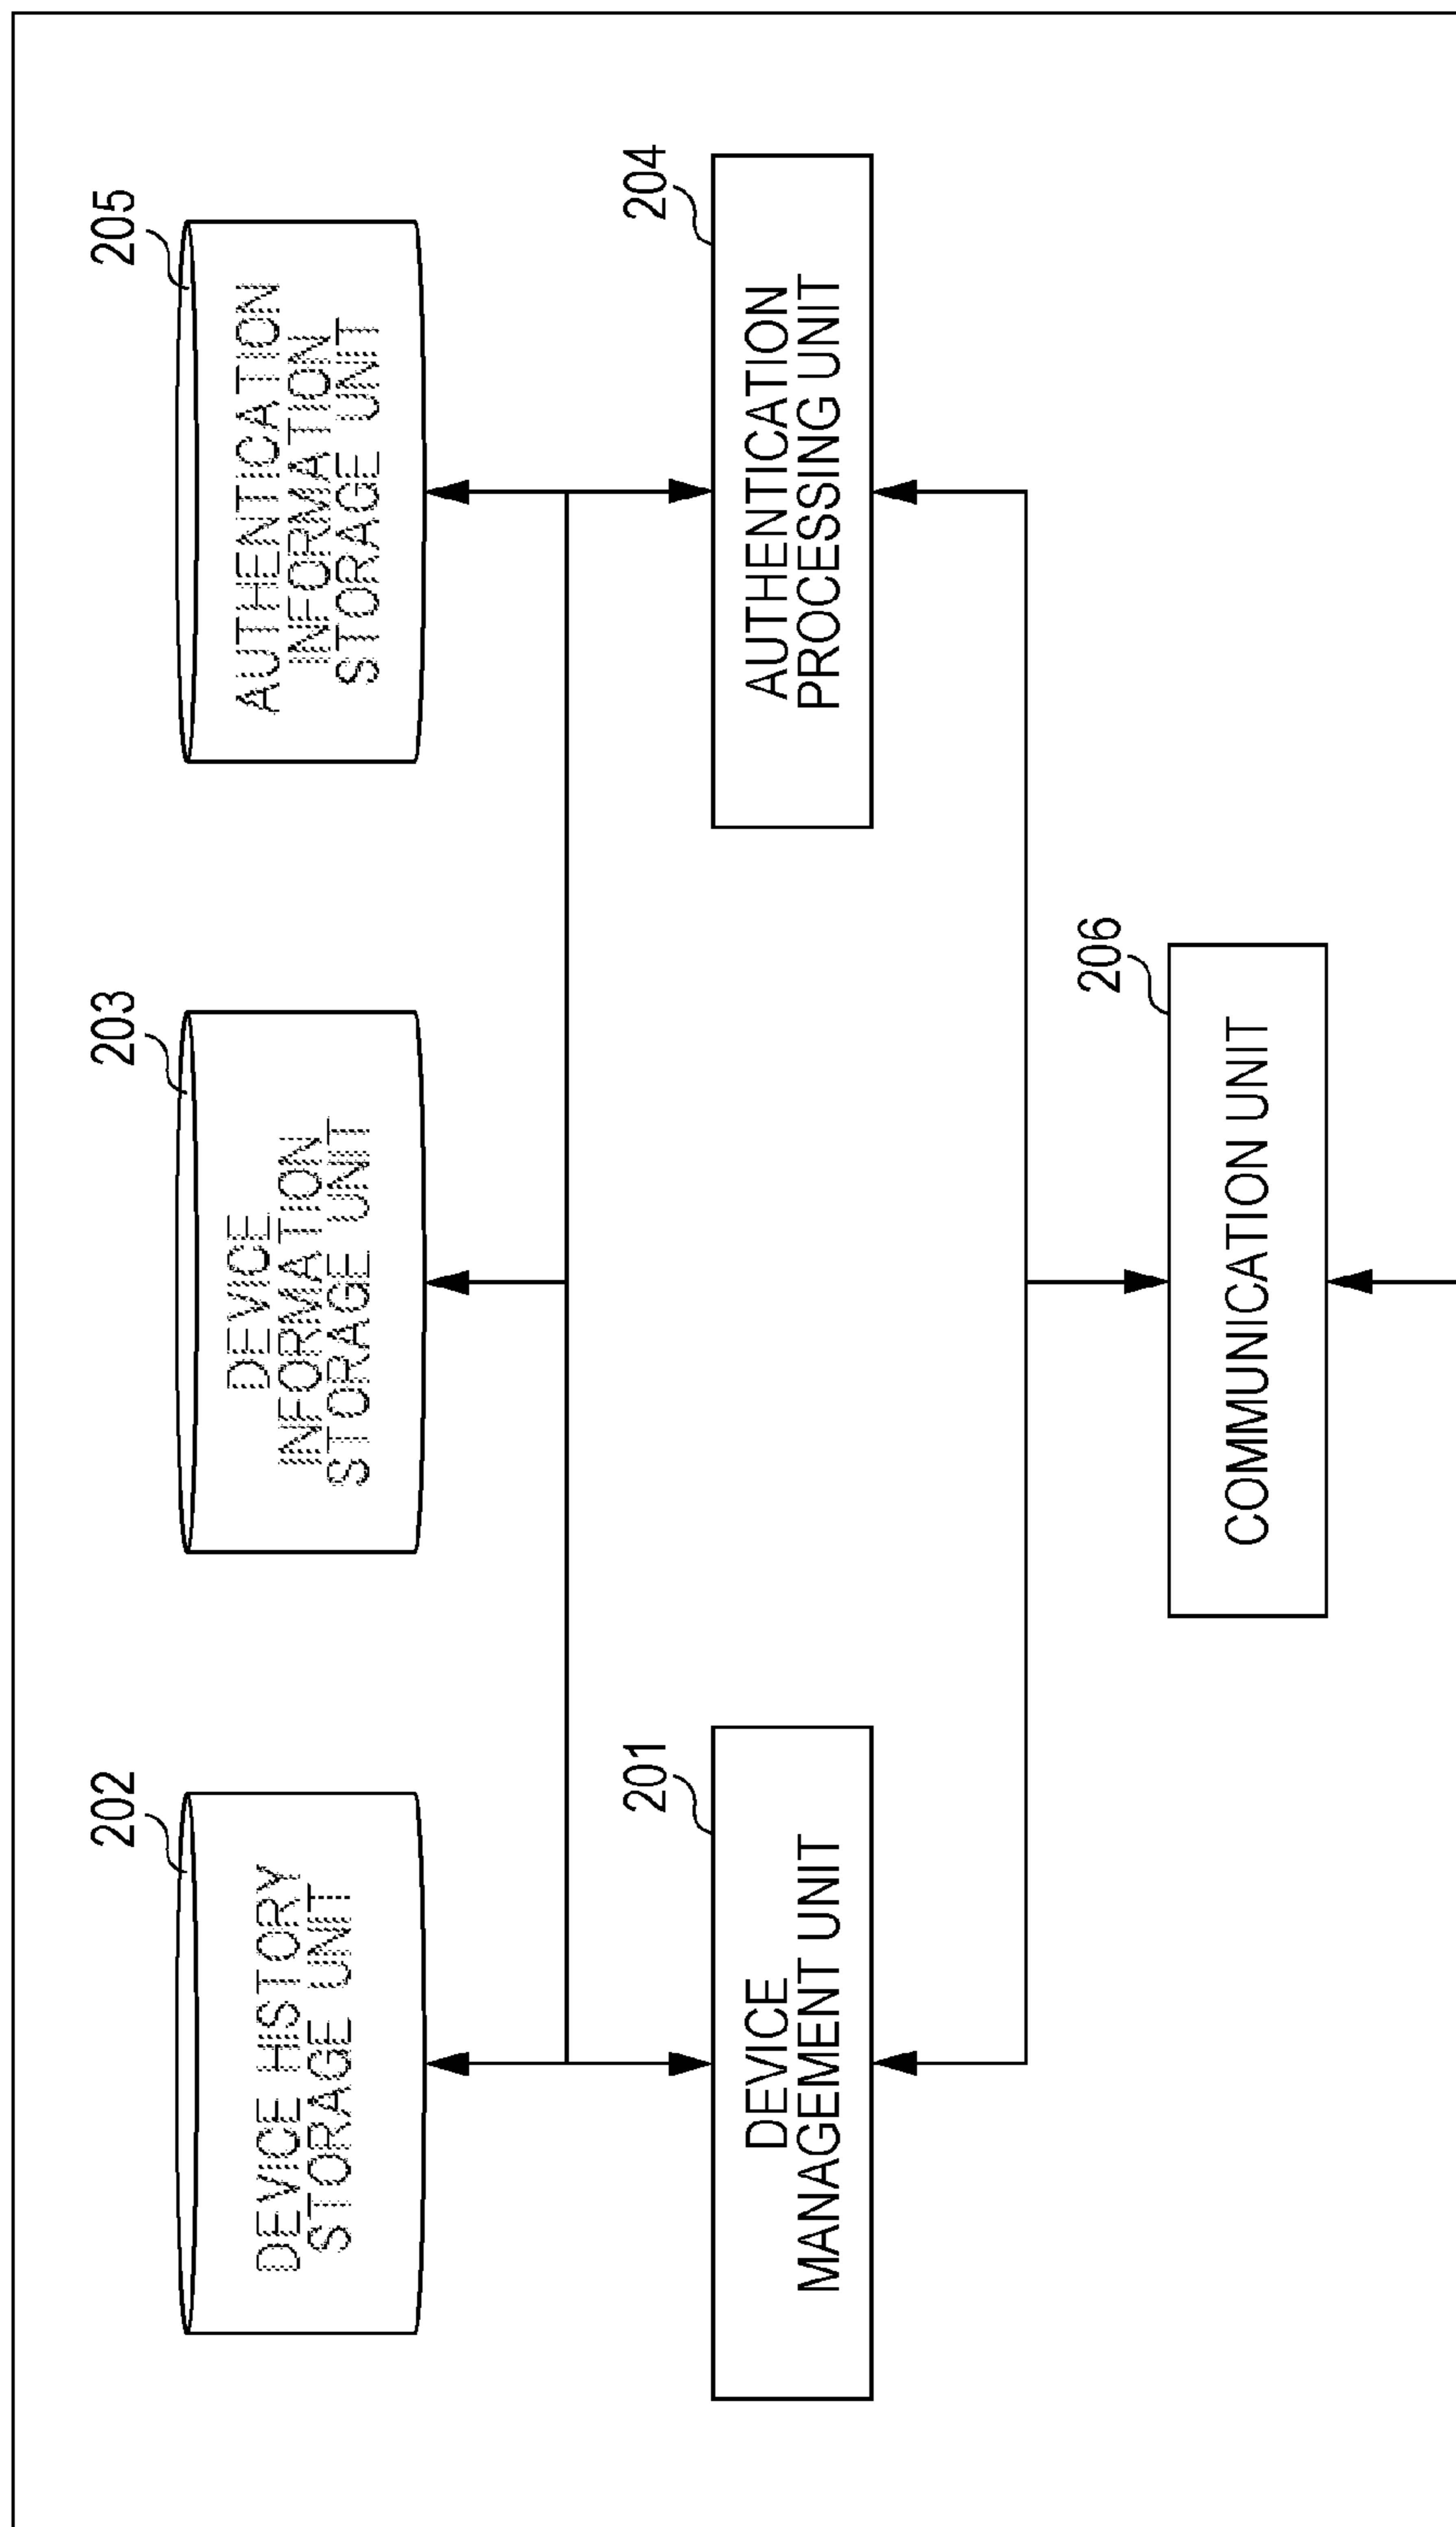 202
DEVICE HISTORY
STORAGE UNIT
203
DEVICE
INFORMATION
STORAGE UNIT
205
AUTHENTICATION
INFORMATION
STORAGE UNIT
201
DEVICE
MANAGEMENT UNIT
204
AUTHENTICATION
PROCESSING UNIT
206
COMMUNICATION UNIT